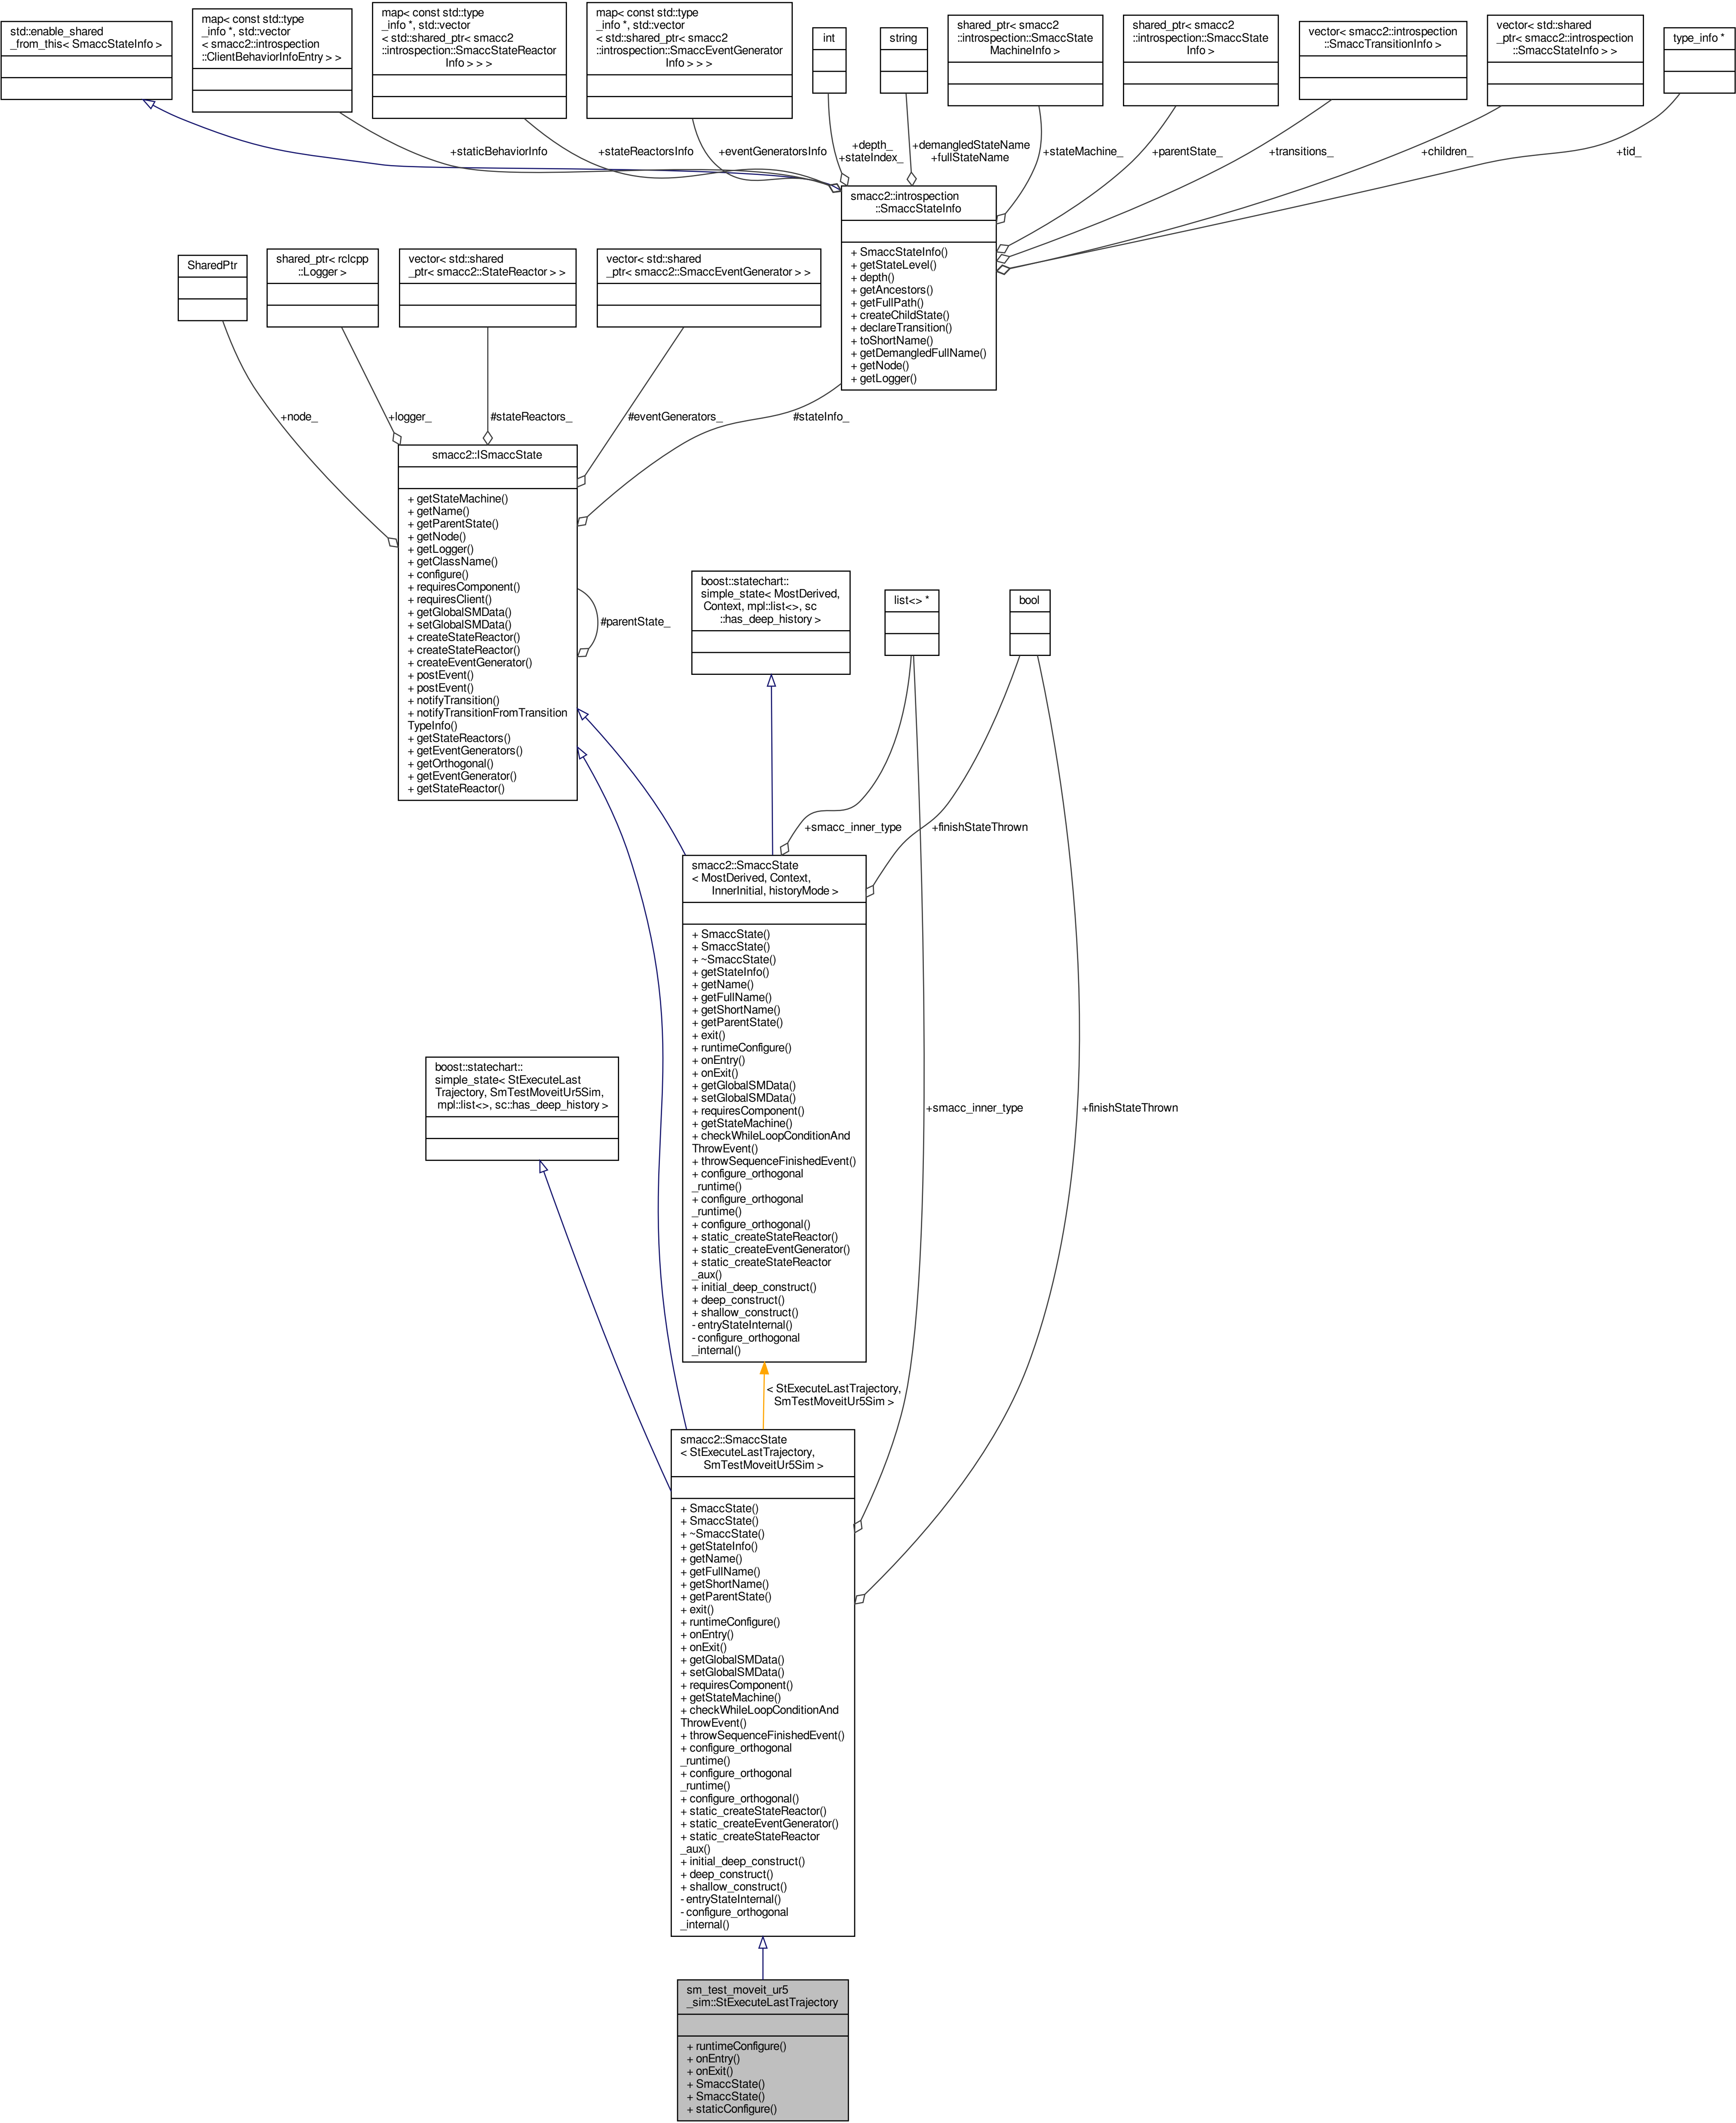 std::enable_shared
_from_this< SmaccStateInfo >
map< const std::type
_info *, std::vector
< smacc2::introspection
::ClientBehaviorInfoEntry > >
map< const std::type
_info *, std::vector
< std::shared_ptr< smacc2
::introspection::SmaccStateReactor
Info > > >
map< const std::type
_info *, std::vector
< std::shared_ptr< smacc2
::introspection::SmaccEventGenerator
Info > > >
int
string
shared_ptr< smacc2
::introspection::SmaccState
MachineInfo >
shared_ptr< smacc2
::introspection::SmaccState
Info >
vector< smacc2::introspection
::SmaccTransitionInfo >
vector< std::shared
_ptr< smacc2::introspection
::SmaccStateInfo > >
type_info *
+staticBehaviorInfo
+stateReactorsInfo
+eventGeneratorsInfo
+depth_
+stateIndex_
+demangledStateName
+fullStateName
+stateMachine_
+parentState_
+transitions_
+children_
+tid_
smacc2::introspection
::SmaccStateInfo
+ SmaccStateInfo()
+ getStateLevel()
+ depth()
+ getAncestors()
+ getFullPath()
+ createChildState()
+ declareTransition()
+ toShortName()
+ getDemangledFullName()
+ getNode()
+ getLogger()
SharedPtr
shared_ptr< rclcpp
::Logger >
vector< std::shared
_ptr< smacc2::StateReactor > >
vector< std::shared
_ptr< smacc2::SmaccEventGenerator > >
+node_
+logger_
#stateReactors_
#eventGenerators_
#stateInfo_
smacc2::ISmaccState
+ getStateMachine()
+ getName()
+ getParentState()
+ getNode()
+ getLogger()
+ getClassName()
+ configure()
+ requiresComponent()
+ requiresClient()
+ getGlobalSMData()
+ setGlobalSMData()
+ createStateReactor()
+ createStateReactor()
+ createEventGenerator()
+ postEvent()
+ postEvent()
+ notifyTransition()
+ notifyTransitionFromTransition
TypeInfo()
+ getStateReactors()
+ getEventGenerators()
+ getOrthogonal()
+ getEventGenerator()
+ getStateReactor()
#parentState_
boost::statechart::
simple_state< MostDerived,
Context, mpl::list<>, sc
::has_deep_history >
list<> *
bool
+smacc_inner_type
+finishStateThrown
smacc2::SmaccState
< MostDerived, Context,
InnerInitial, historyMode >
+ SmaccState()
+ SmaccState()
+ ~SmaccState()
+ getStateInfo()
+ getName()
+ getFullName()
+ getShortName()
+ getParentState()
+ exit()
+ runtimeConfigure()
+ onEntry()
+ onExit()
+ getGlobalSMData()
+ setGlobalSMData()
+ requiresComponent()
+ getStateMachine()
+ checkWhileLoopConditionAnd
ThrowEvent()
+ throwSequenceFinishedEvent()
+ configure_orthogonal
_runtime()
+ configure_orthogonal
_runtime()
+ configure_orthogonal()
+ static_createStateReactor()
+ static_createEventGenerator()
+ static_createStateReactor
_aux()
+ initial_deep_construct()
+ deep_construct()
+ shallow_construct()
- entryStateInternal()
- configure_orthogonal
_internal()
boost::statechart::
simple_state< StExecuteLast
Trajectory, SmTestMoveitUr5Sim,
mpl::list<>, sc::has_deep_history >
+smacc_inner_type
+finishStateThrown
< StExecuteLastTrajectory,
SmTestMoveitUr5Sim >
smacc2::SmaccState
< StExecuteLastTrajectory,
SmTestMoveitUr5Sim >
+ SmaccState()
+ SmaccState()
+ ~SmaccState()
+ getStateInfo()
+ getName()
+ getFullName()
+ getShortName()
+ getParentState()
+ exit()
+ runtimeConfigure()
+ onEntry()
+ onExit()
+ getGlobalSMData()
+ setGlobalSMData()
+ requiresComponent()
+ getStateMachine()
+ checkWhileLoopConditionAnd
ThrowEvent()
+ throwSequenceFinishedEvent()
+ configure_orthogonal
_runtime()
+ configure_orthogonal
_runtime()
+ configure_orthogonal()
+ static_createStateReactor()
+ static_createEventGenerator()
+ static_createStateReactor
_aux()
+ initial_deep_construct()
+ deep_construct()
+ shallow_construct()
- entryStateInternal()
- configure_orthogonal
_internal()
sm_test_moveit_ur5
_sim::StExecuteLastTrajectory
+ runtimeConfigure()
+ onEntry()
+ onExit()
+ SmaccState()
+ SmaccState()
+ staticConfigure()